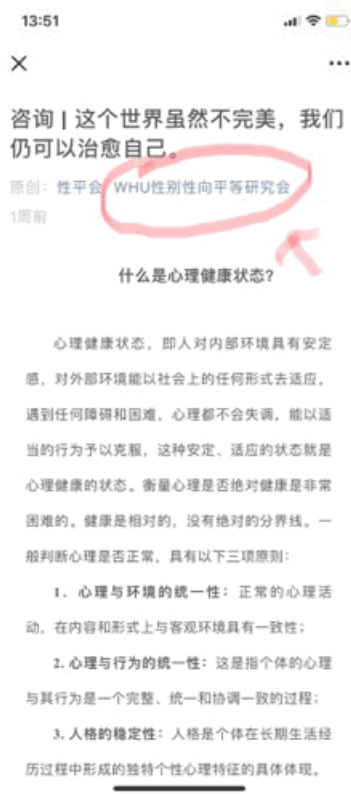 13:51
咨询 | 这个世界虽然不完美，我们
仍可以治愈自己。
原创： 性平会 WHU性别性向平等研究会
1周前
什么是心理健康状态?
心理健康状态，即人对内部环境具有安定
感，对外部环境能以社会上的任何形式去适应，
遇到任何障碍和困难，心理都不会失调，能以适
当的行为予以克服，这种安定、适应的状态就是
心理健康的状态。衡量心理是否绝对健康是非常
困难的。健康是相对的，没有绝对的分界线。一
般判断心理是否正常，具有以下三项原则：
1．心理与环境的统一性：正常的心理活
动，在内容和形式上与客观环境具有一致性；
2. 心理与行为的统一性：这是指个体的心理
与其行为是一个完整、统一和协调一致的过程；
3. 人格的稳定性：人格是个体在长期生活经
历过程中形成的独特个性心理特征的具体体现。